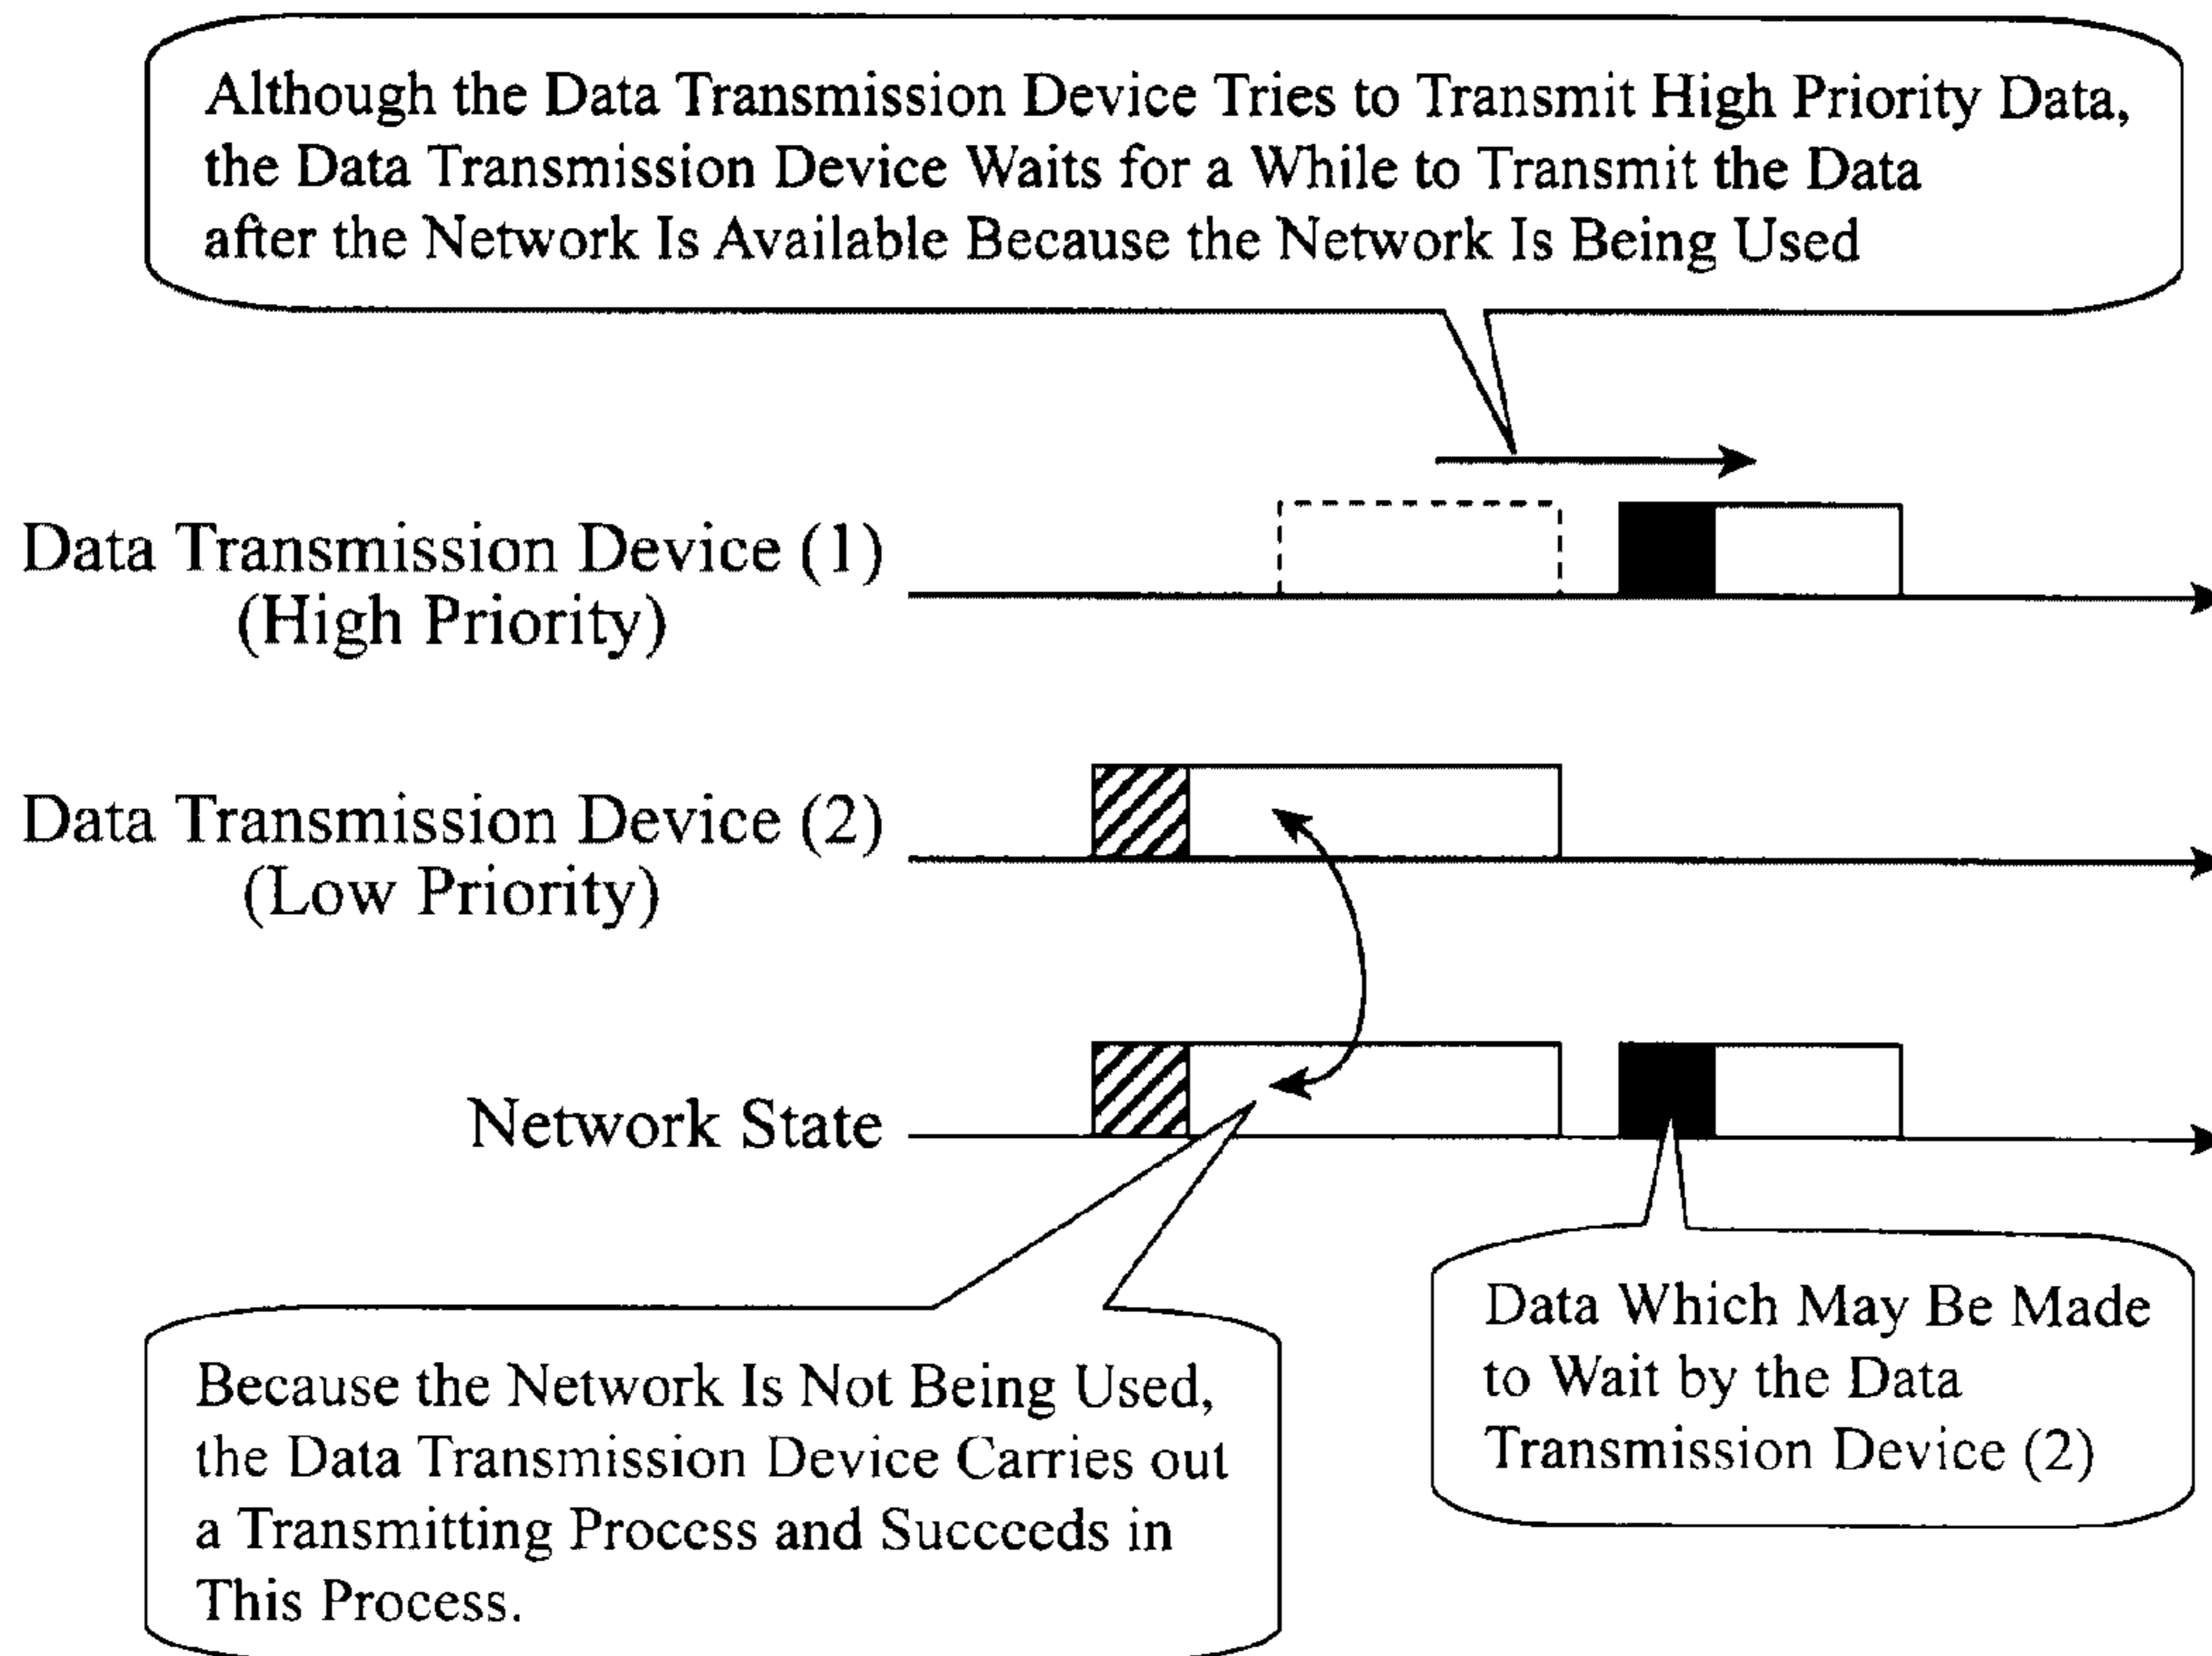 Although the Data Transmission Device Tries to Transmit High Priority Data,
the Data Transmission Device Waits for a While to Transmit the Data
after the Network Is Available Because the Network Is Being Used
Data Transmission Device (1)
(High Priority)
Data Transmission Device (2)
(Low Priority)
Network State
Because the Network Is Not Being Used,
the Data Transmission Device Carries out
a Transmitting Process and Succeeds in
This Process.
Data Which May Be Made
to Wait by the Data
Transmission Device (2)